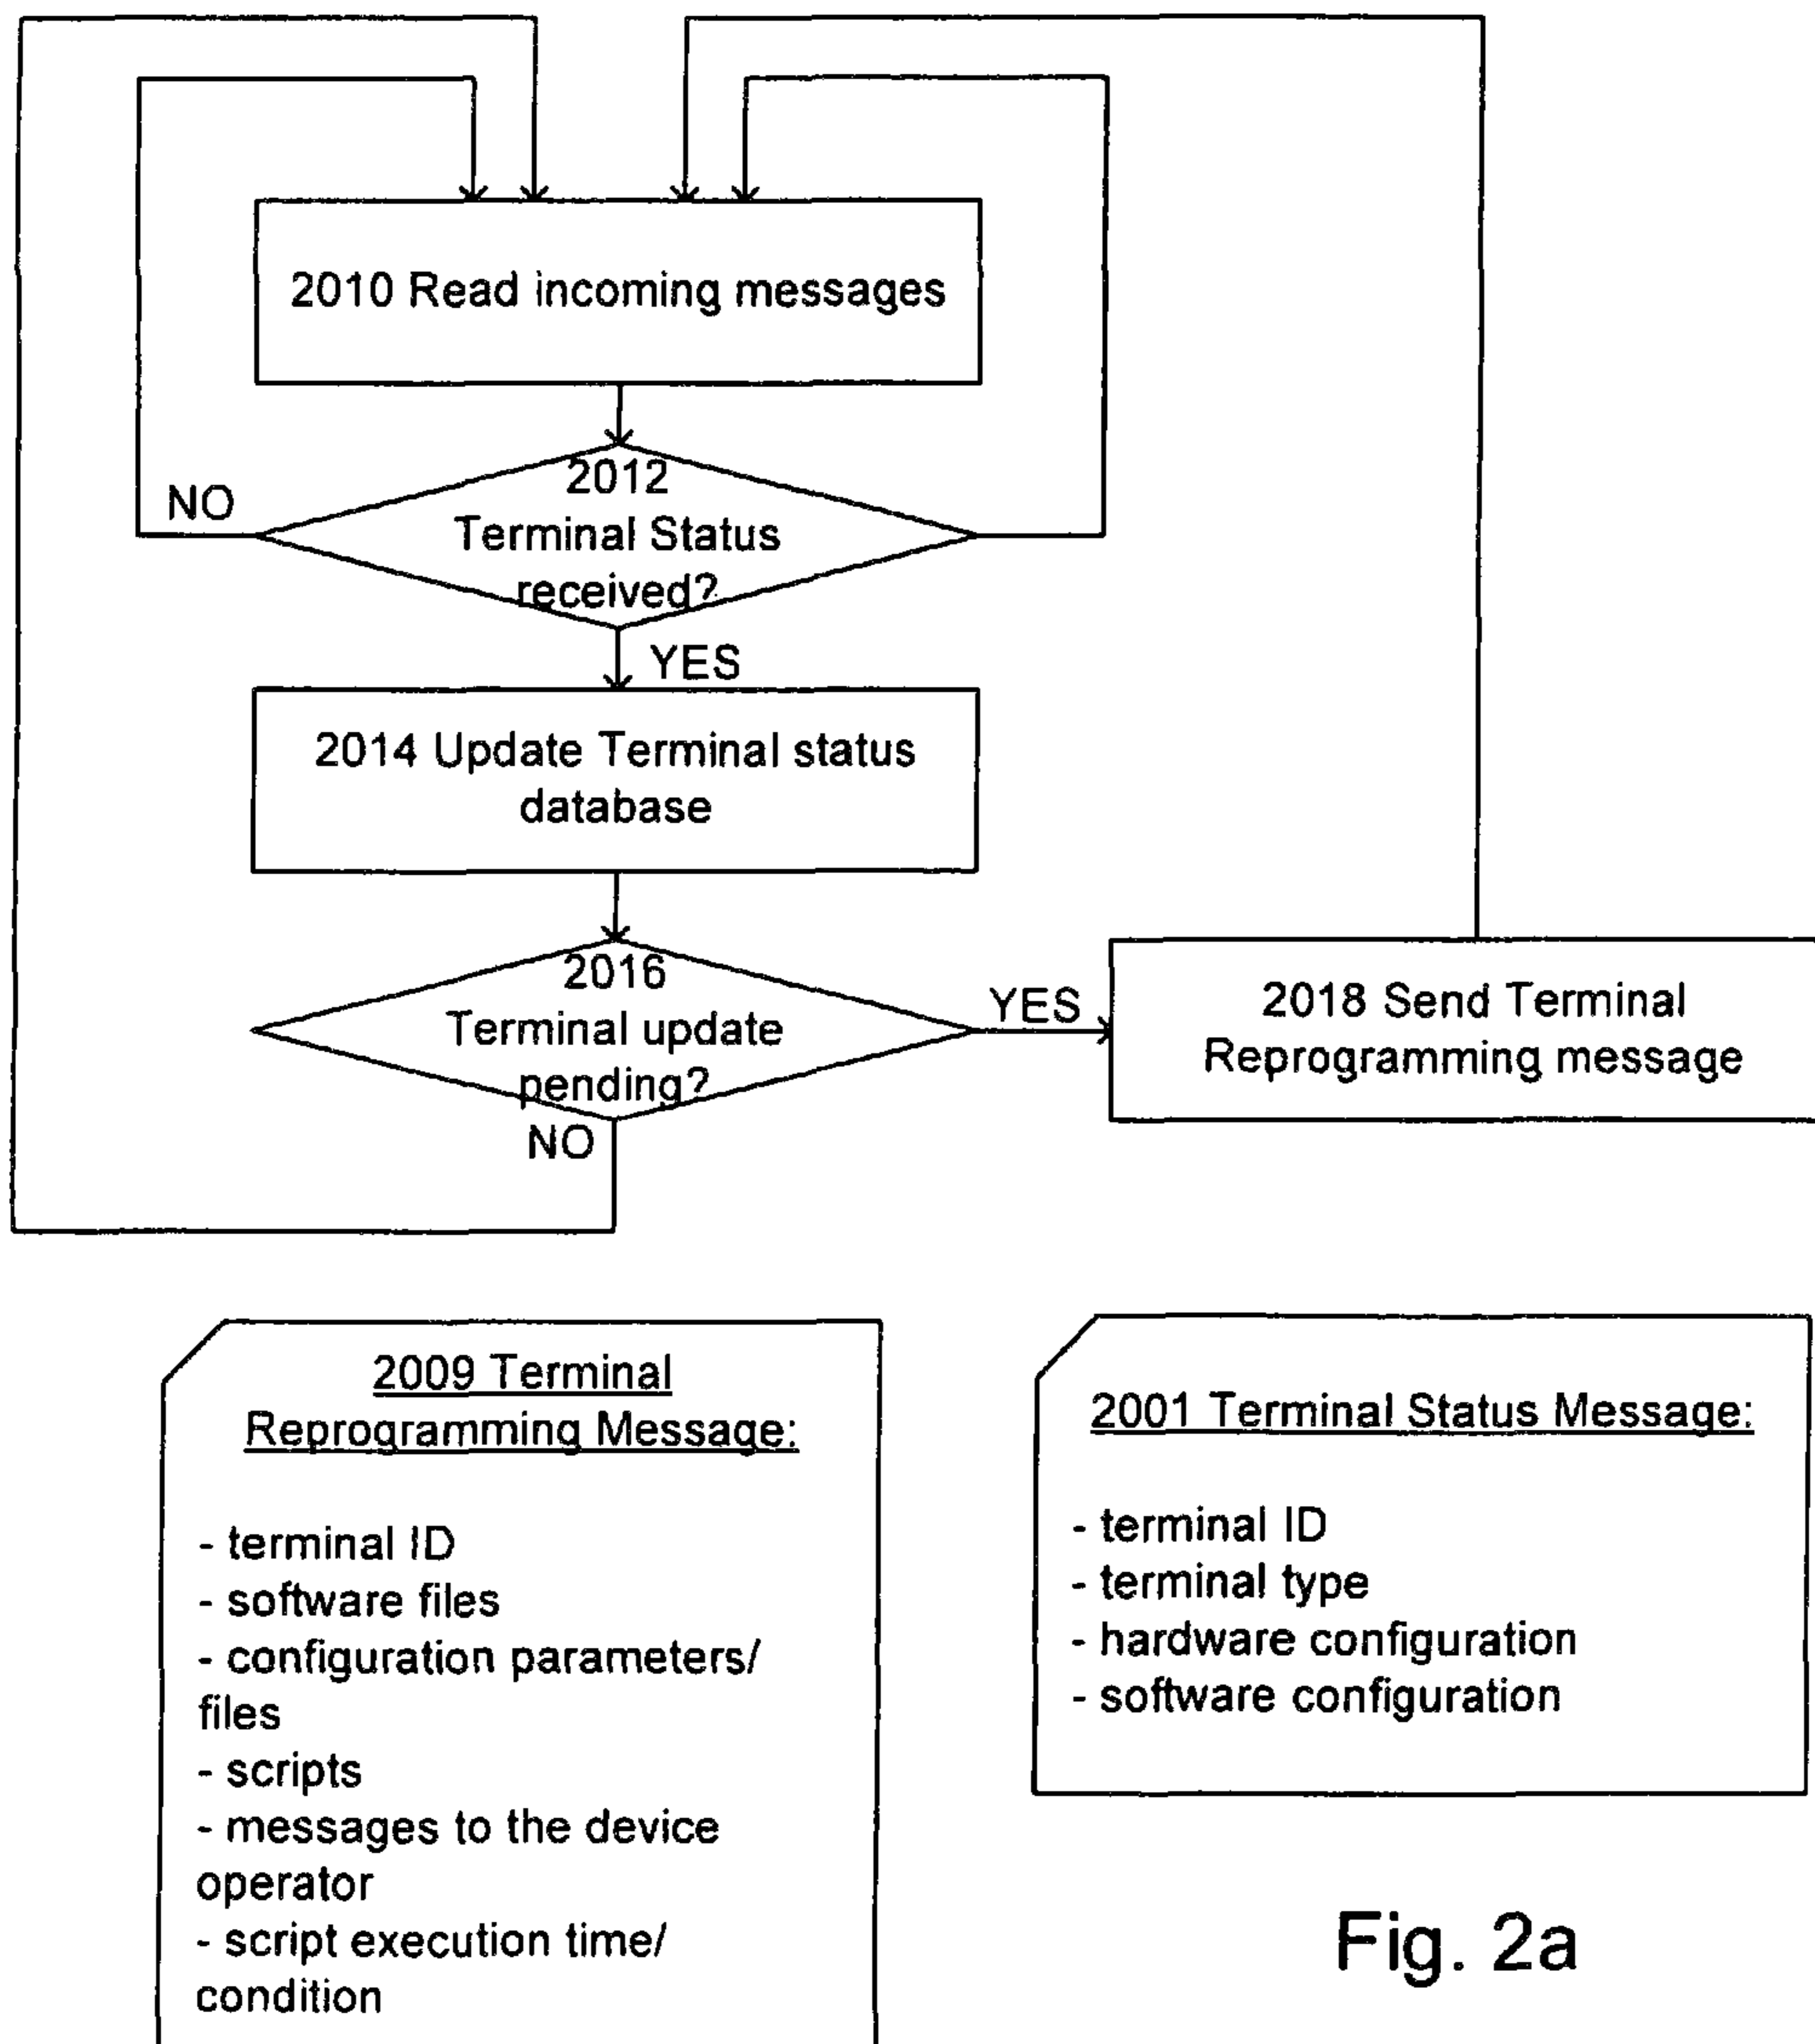 2010 Read incoming messages
2012
Terminal Status
received?
NO
YES
2014 Update Terminal status
database
2016
Terminal update
pending?
YES
NO
2018 Send Terminal
Reprogramming message
2009 Terminal
Reprogramming Message:
- terminal ID
- software files
- configuration parameters/
files
- scripts
- messages to the device
operator
- script execution time/
condition
2001 Terminal Status Message:
- terminal ID
- terminal type
- hardware configuration
- software configuration
Fig. 2a